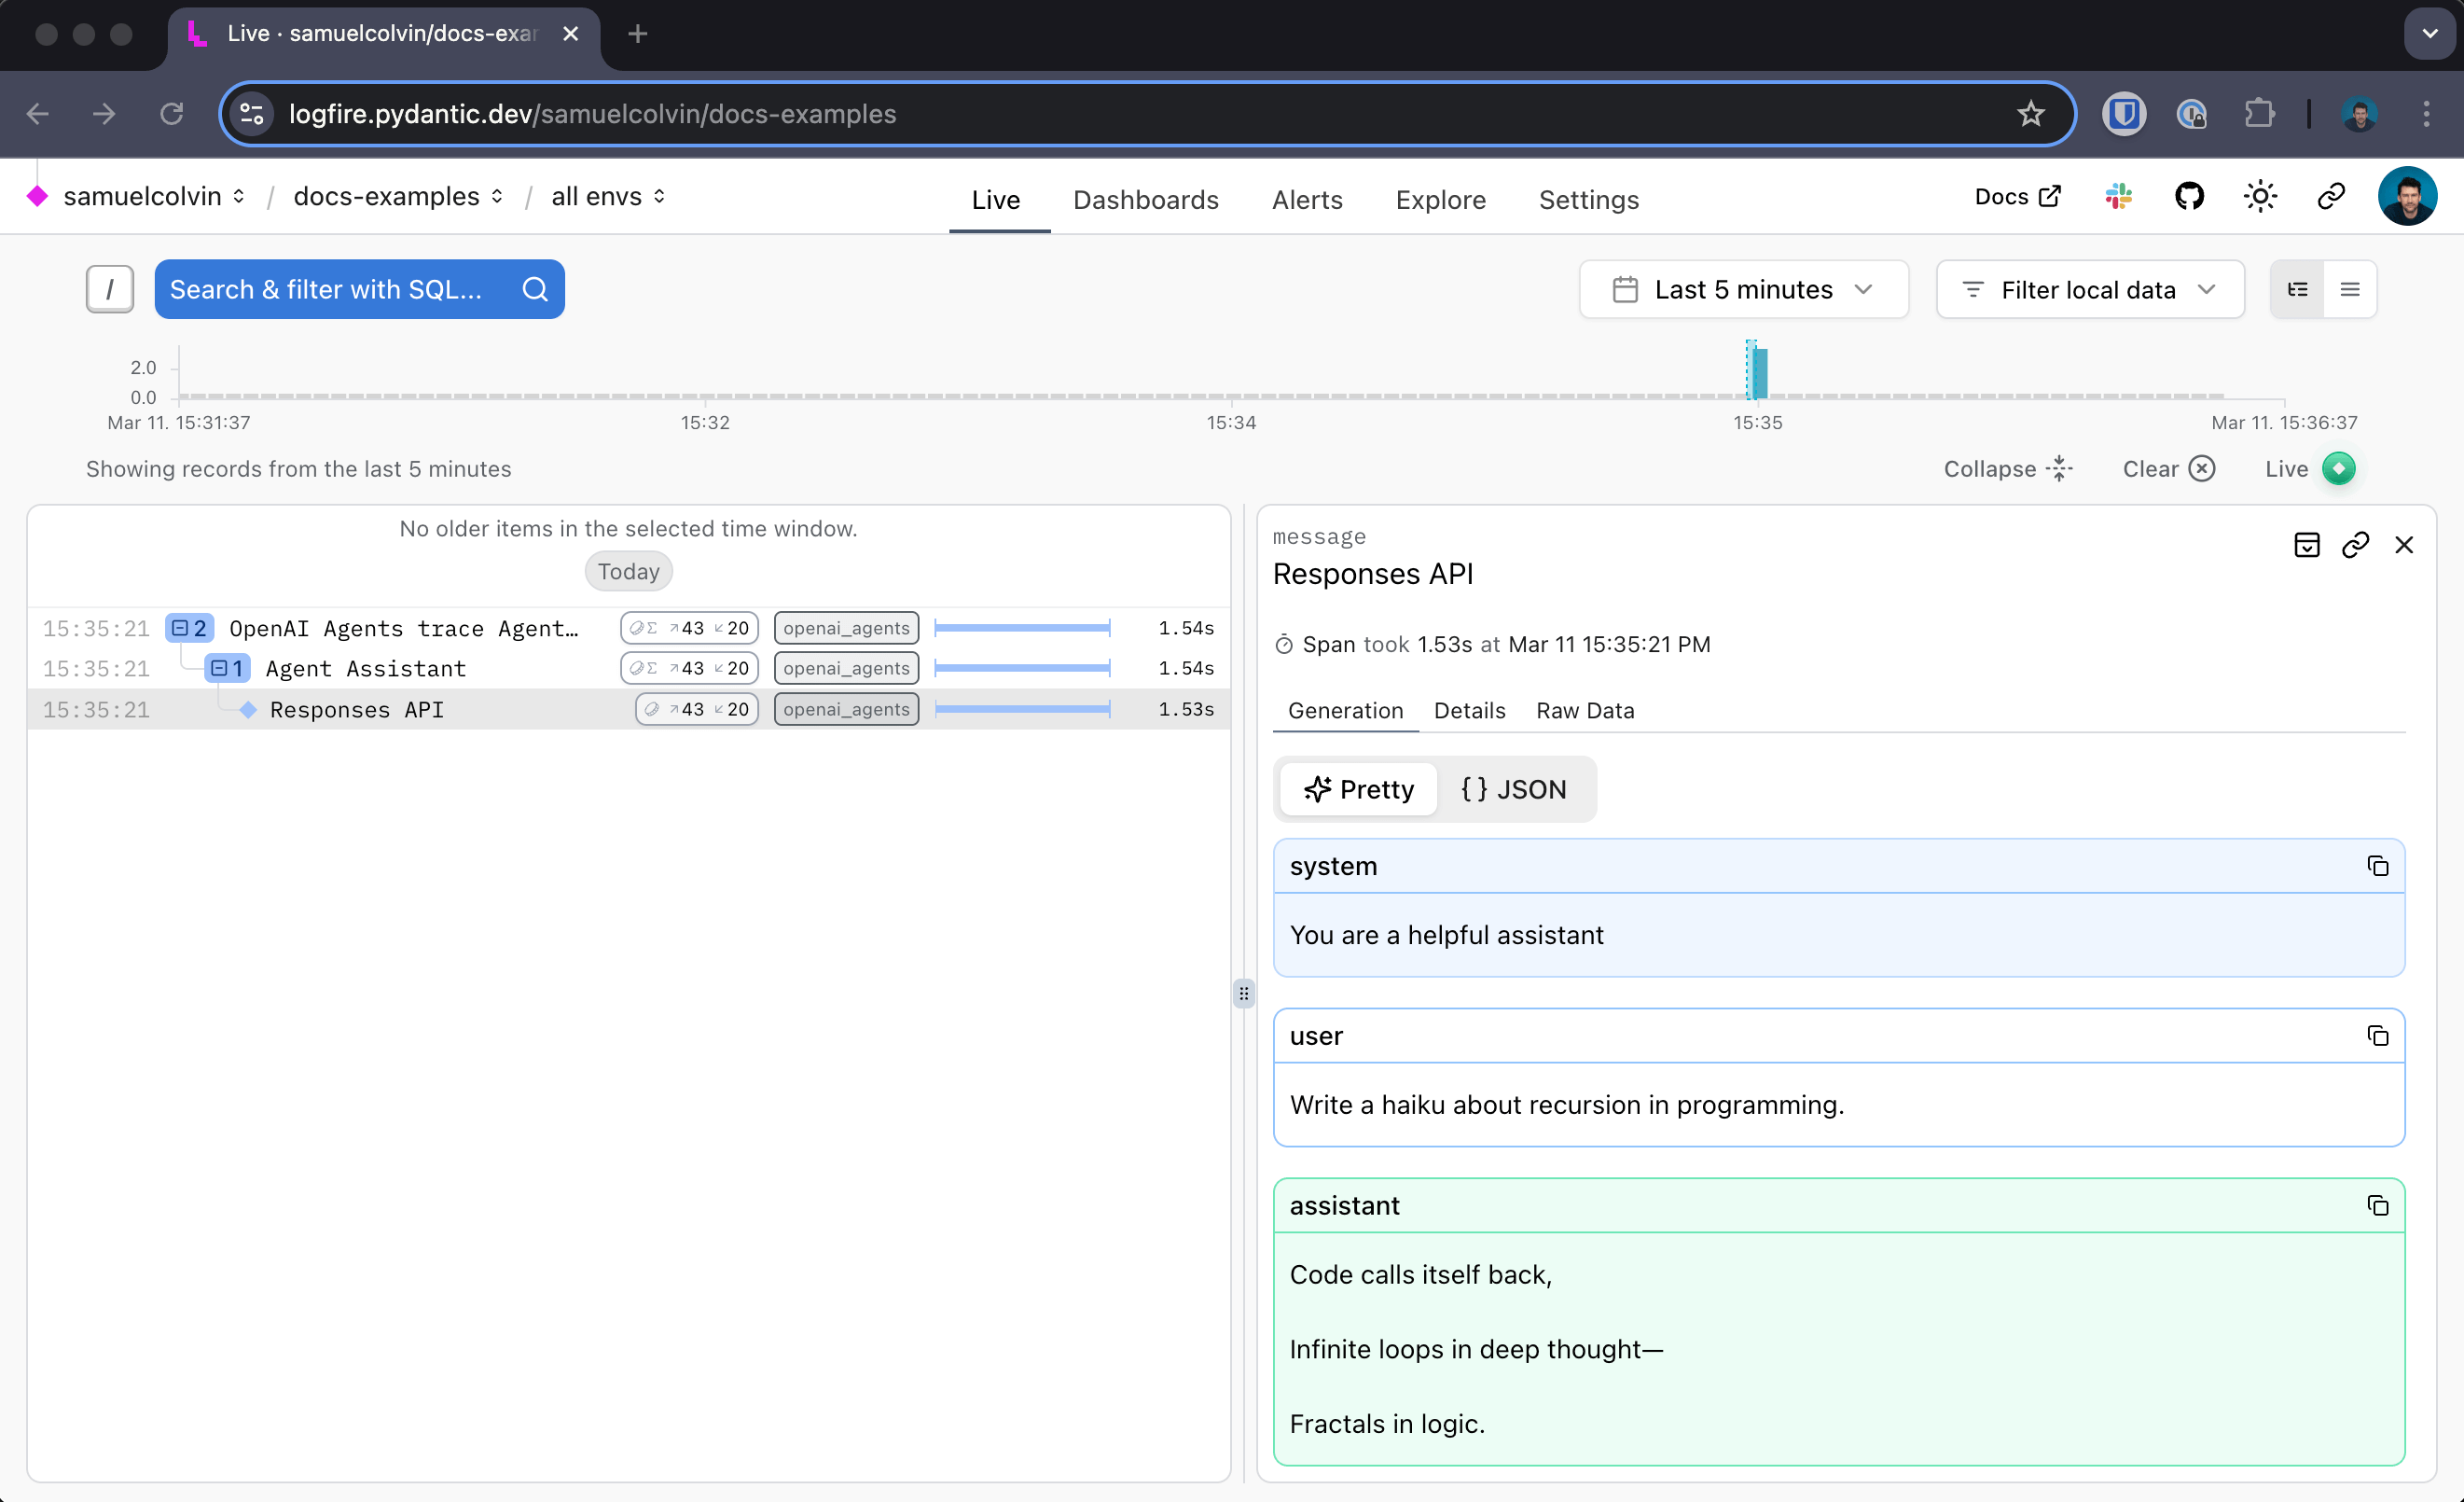 Live · samuelcolvin/docs-exar
logfire.pydantic.dev/samuelcolvin/docs-examples
samuelcolvin / docs-examples / all envs
Live Dashboards Alerts Explore Settings
Docs
/ Search & filter with SQL...
Last 5 minutes
Filter local data
2.0
0.0
Mar 11. 15:31:37 15:32 15:34 15:35 Mar 11. 15:36:37
Showing records from the last 5 minutes
Collapse Clear Live
No older items in the selected time window.
Today
15:35:21 2 OpenAI Agents trace Agent… Σ ↗43 ↙20 openai_agents 1.54s
15:35:21 1 Agent Assistant Σ ↗43 ↙20 openai_agents 1.54s
15:35:21 Responses API ↗43 ↙20 openai_agents 1.53s
message
Responses API
Span took 1.53s at Mar 11 15:35:21 PM
Generation Details Raw Data
Pretty {} JSON
system
You are a helpful assistant
user
Write a haiku about recursion in programming.
assistant
Code calls itself back,
Infinite loops in deep thought—
Fractals in logic.